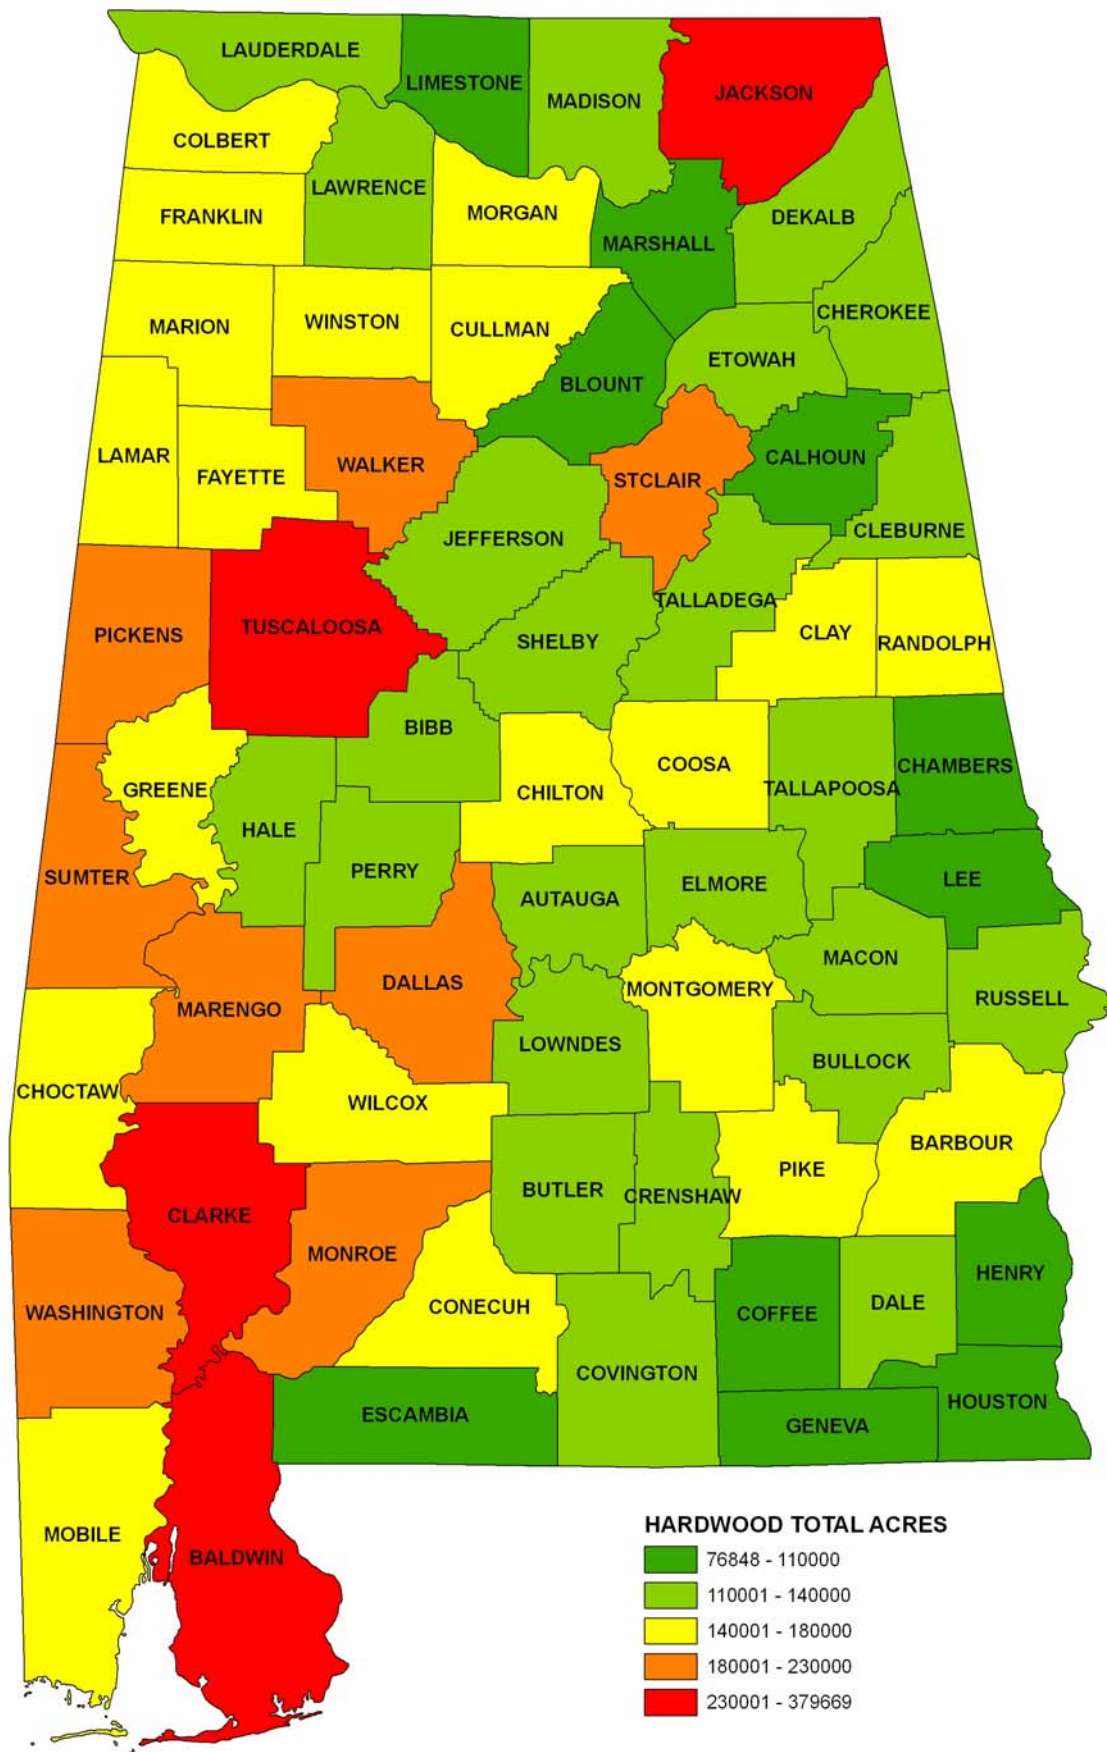 LAUDERDALE
LIMESTONE
MADISON
JACKSON
COLBERT
LAWRENCE
FRANKLIN
MORGAN
DEKALB
MARSHALL
MARION
WINSTON
CULLMAN
CHEROKEE
ETOWAH
BLOUNT
LAMAR
FAYETTE
WALKER
STCLAIR
CALHOUN
CLEBURNE
JEFFERSON
PICKENS
TUSCALOOSA
TALLADEGA
SHELBY
CLAY
RANDOLPH
BIBB
GREENE
HALE
CHILTON
COOSA
TALLAPOOSA
CHAMBERS
SUMTER
PERRY
AUTAUGA
ELMORE
LEE
MACON
RUSSELL
DALLAS
MONTGOMERY
MARENGO
LOWNDES
BULLOCK
CHOCTAW
WILCOX
BARBOUR
PIKE
BUTLER
CRENSHAW
CLARKE
MONROE
WASHINGTON
CONECUH
COFFEE
DALE
HENRY
COVINGTON
ESCAMBIA
GENEVA
HOUSTON
MOBILE
BALDWIN
HARDWOOD TOTAL ACRES
76848 - 110000
110001 - 140000
140001 - 180000
180001 - 230000
230001 - 379669